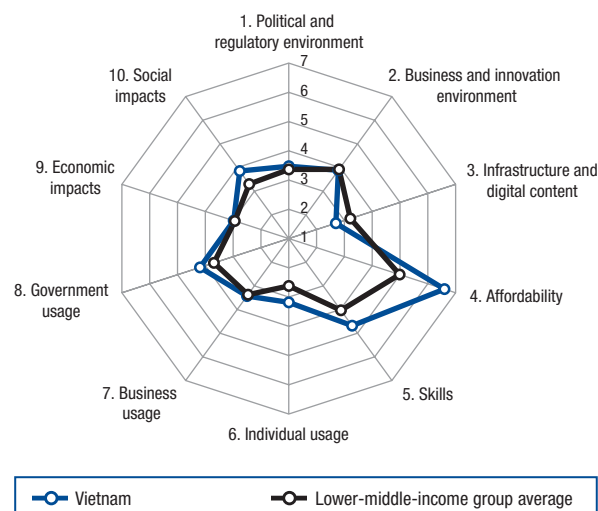 1. Political and
regulatory environment
2. Business and innovation
environment
3. Infrastructure and
digital content
4. Affordability
5. Skills
6. Individual usage
7. Business
usage
8. Government
usage
9. Economic
impacts
10. Social
impacts
7
6
5
4
3
2
1
Vietnam
Lower-middle-income group average